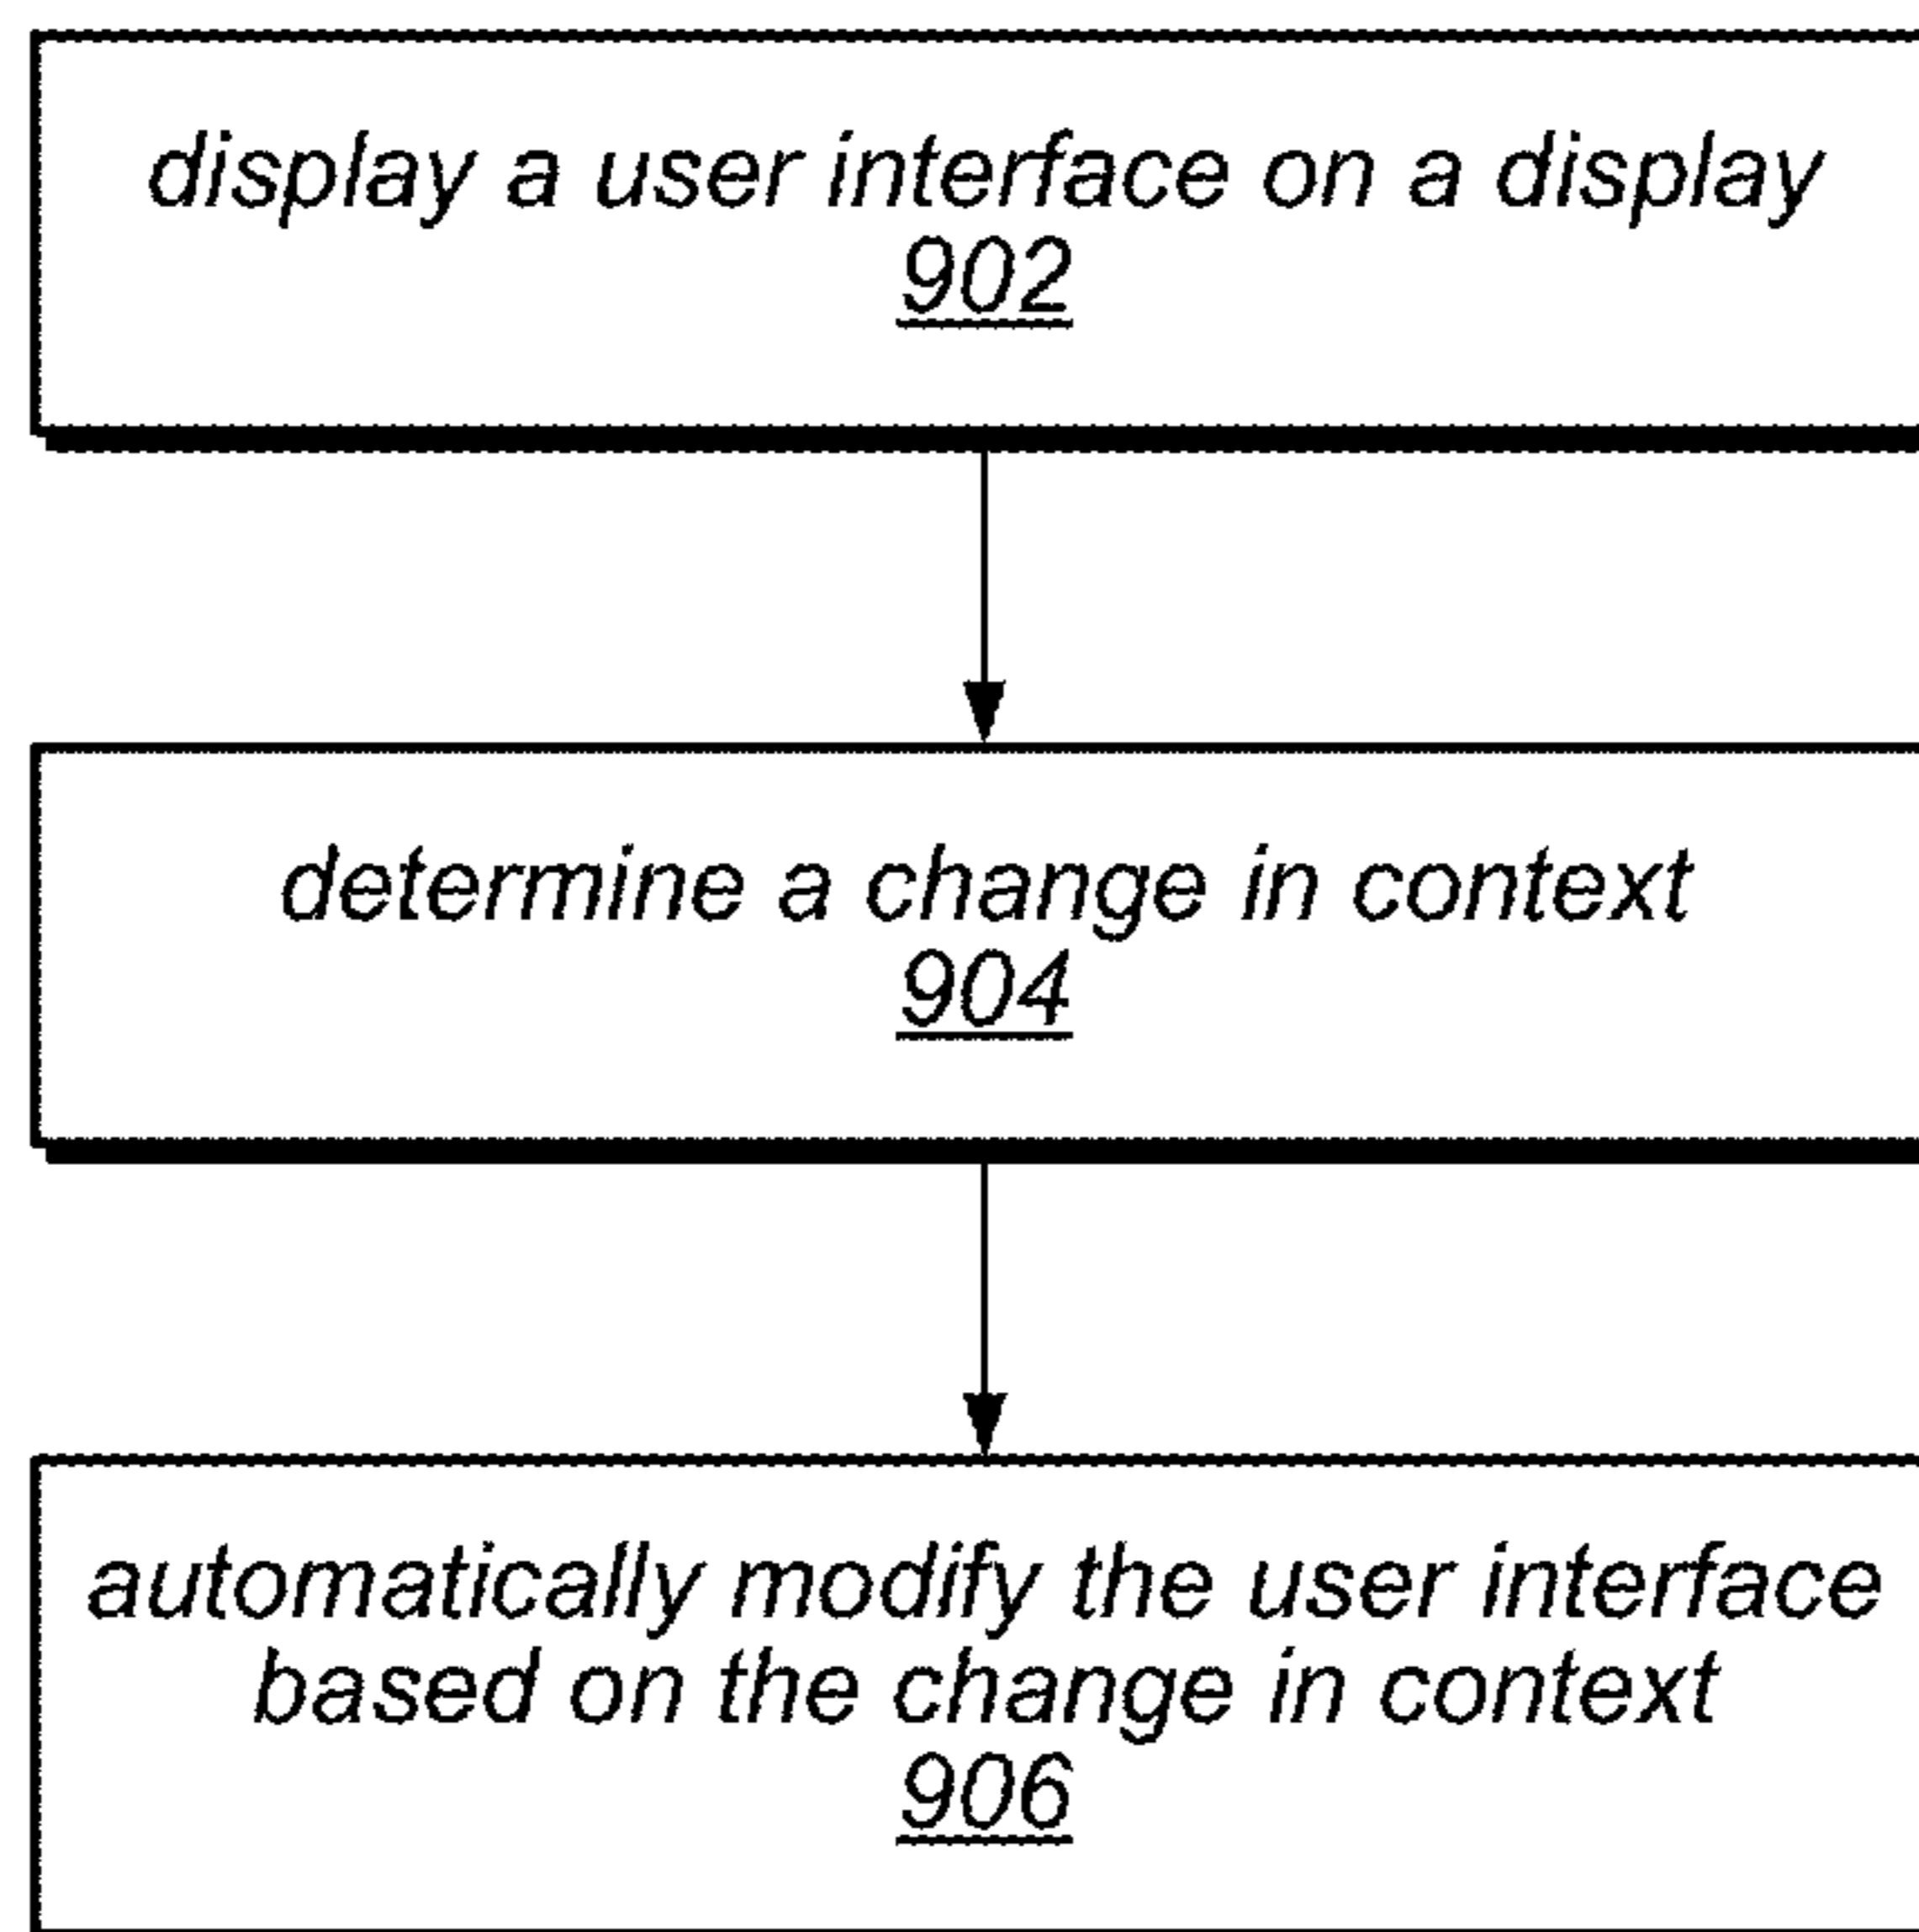 display a user interface on a display
902
determine a change in context
904
automatically modify the user interface
based on the change in context
906